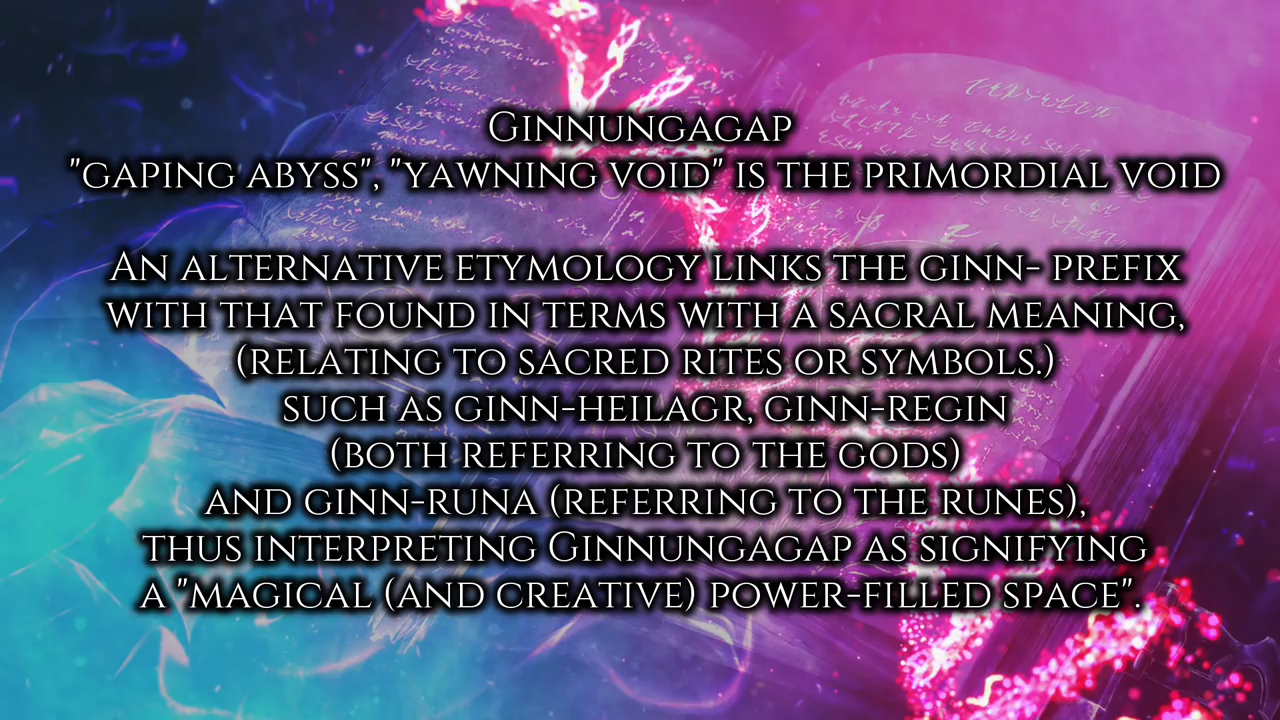 Ginnungagap
"gaping abyss", "yawning void" is the primordial void
An alternative etymology links the ginn- prefix
with that found in terms with a sacral meaning,
(relating to sacred rites or symbols.)
such as ginn-heilagr, ginn-regin
(both referring to the gods)
and ginn-runa (referring to the runes),
thus interpreting Ginnungagap as signifying
a "magical (and creative) power-filled space".